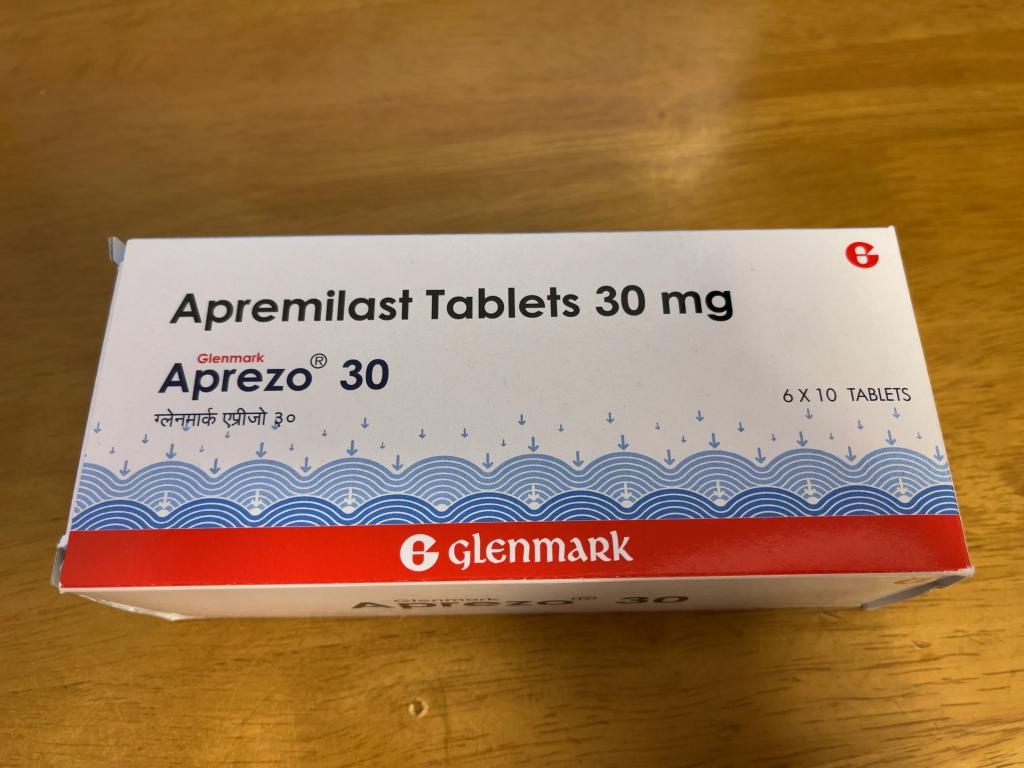 Apremilast Tablets 30 mg
Glenmark
Aprezo® 30
ग्लेनमार्क एप्रीजो ३०
6 X 10 TABLETS
GLENMARK
Glenmark
Aprezo® 30